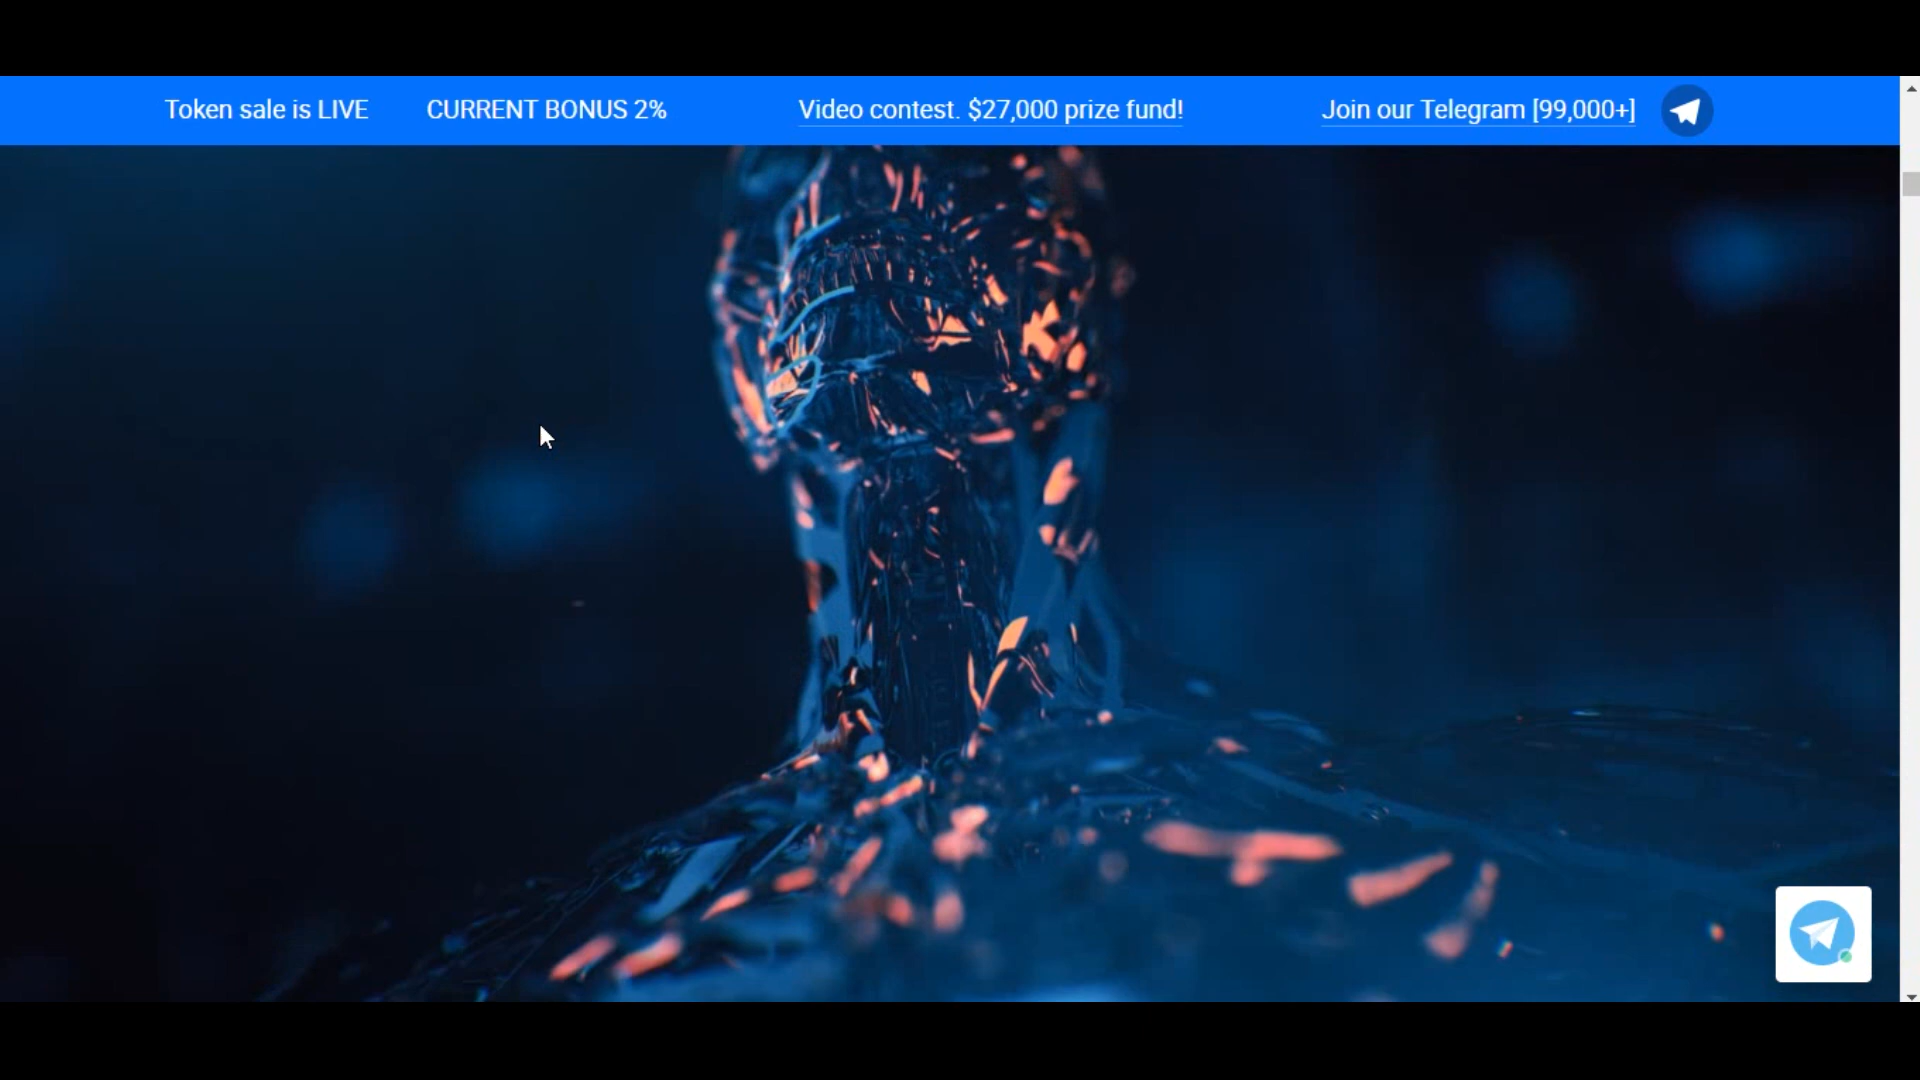 Token sale is LIVE CURRENT BONUS 2% Video contest. $27,000 prize fund! Join our Telegram [99,000+]